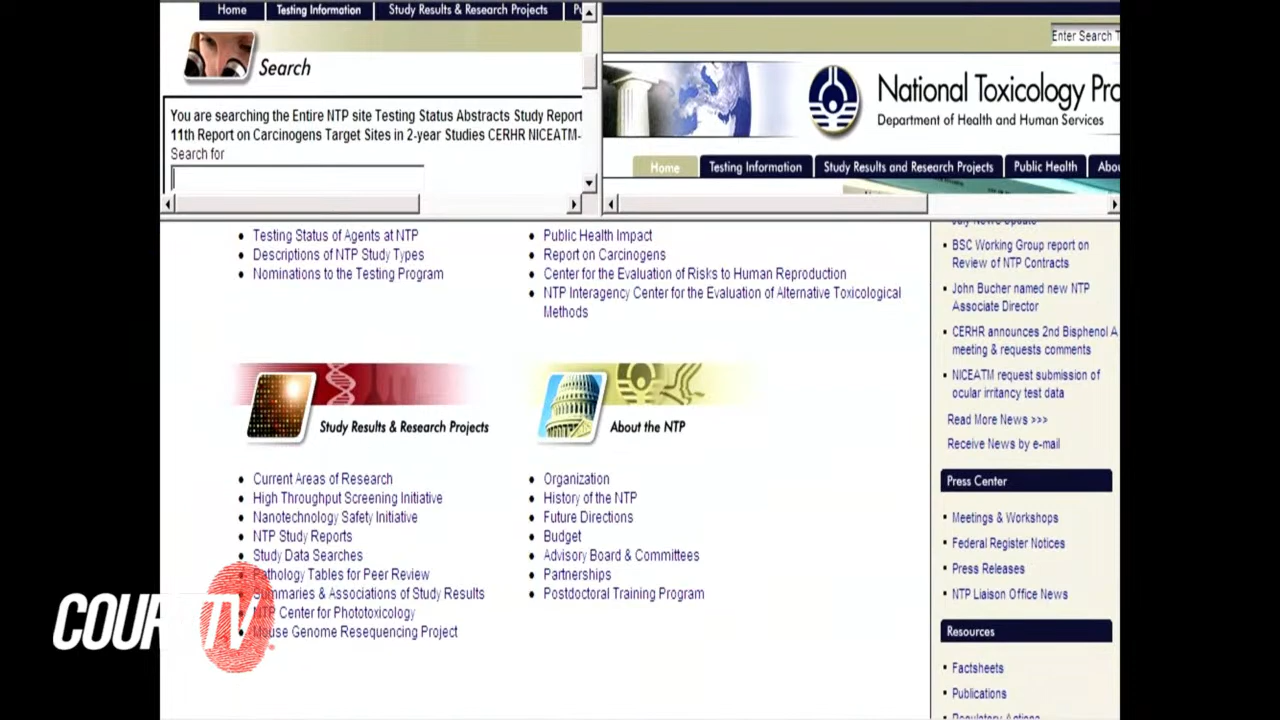 Home
Testing Information
Study Results & Research Projects
Search
You are searching the Entire NTP site Testing Status Abstracts Study Report
11th Report on Carcinogens Target Sites in 2-year Studies CERHR NICEATM-
Search for
Enter Search T
National Toxicology Pro
Department of Health and Human Services
Home
Testing Information
Study Results and Research Projects
Public Health
Abou
Testing Status of Agents at NTP
Descriptions of NTP Study Types
Nominations to the Testing Program
Public Health Impact
Report on Carcinogens
Center for the Evaluation of Risks to Human Reproduction
NTP Interagency Center for the Evaluation of Alternative Toxicological
Methods
Study Results & Research Projects
Current Areas of Research
High Throughput Screening Initiative
Nanotechnology Safety Initiative
NTP Study Reports
Study Data Searches
Pathology Tables for Peer Review
Summaries & Associations of Study Results
NTP Center for Phototoxicology
Mouse Genome Resequencing Project
About the NTP
Organization
History of the NTP
Future Directions
Budget
Advisory Board & Committees
Partnerships
Postdoctoral Training Program
July News Update
BSC Working Group report on
Review of NTP Contracts
John Bucher named new NTP
Associate Director
CERHR announces 2nd Bisphenol A
meeting & requests comments
NICEATM request submission of
ocular irritancy test data
Read More News >>>
Receive News by e-mail
Press Center
Meetings & Workshops
Federal Register Notices
Press Releases
NTP Liaison Office News
Resources
Factsheets
Publications
Regulatory Actions
COURT TV